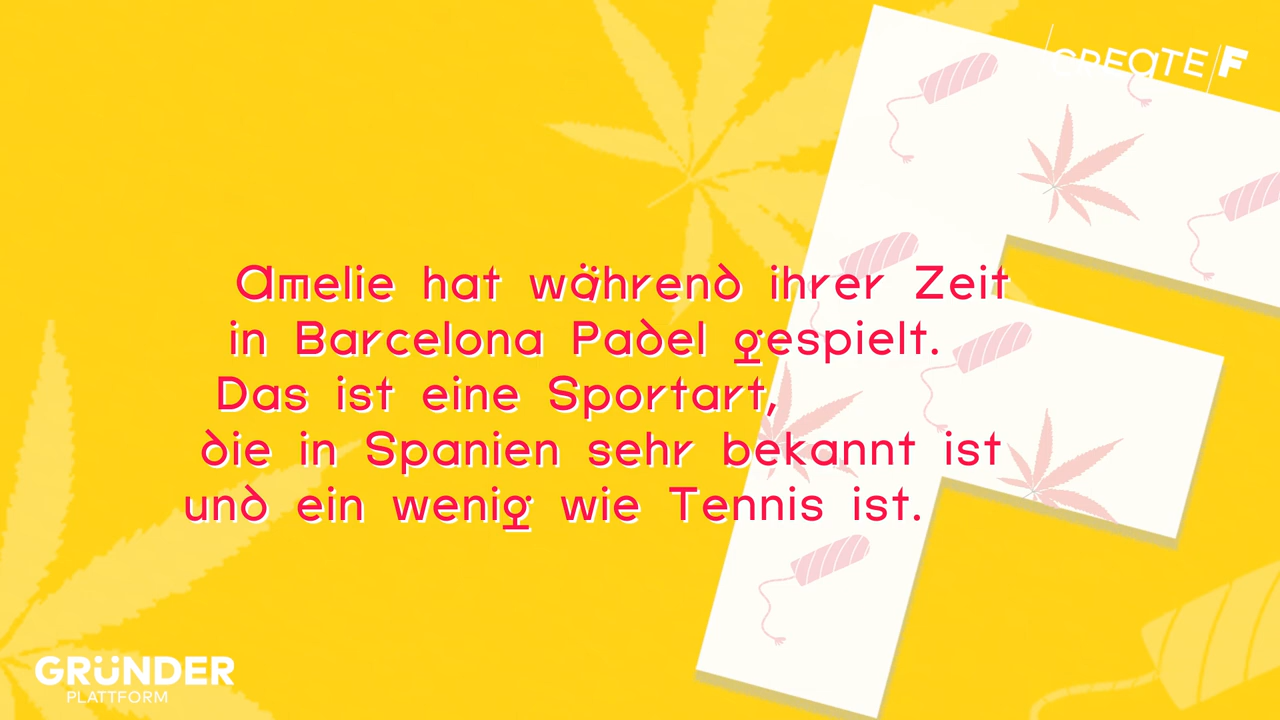 CREATE F
Amelie hat während ihrer Zeit
in Barcelona Padel gespielt.
Das ist eine Sportart,
die in Spanien sehr bekannt ist
und ein wenig wie Tennis ist.
GRÜNDER
PLATTFORM